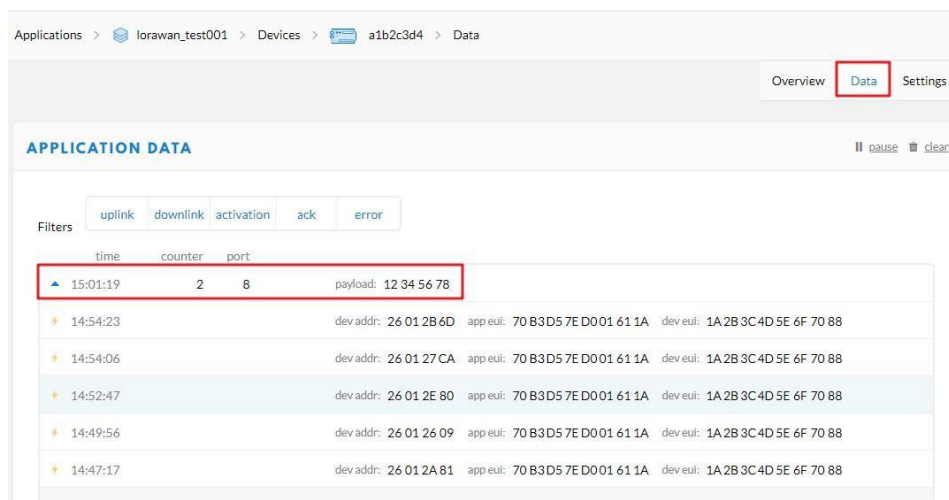 Applications > lorawan_test001 > Devices > a1b2c3d4 > Data
Overview Data Settings
APPLICATION DATA pause clear
Filters uplink downlink activation ack error
time counter port
15:01:19 2 8 payload: 12 34 56 78
14:54:23 dev addr: 26 01 2B 6D app eui: 70 B3 D5 7E D0 01 61 1A dev eui: 1A 2B 3C 4D 5E 6F 70 88
14:54:06 dev addr: 26 01 27 CA app eui: 70 B3 D5 7E D0 01 61 1A dev eui: 1A 2B 3C 4D 5E 6F 70 88
14:52:47 dev addr: 26 01 2E 80 app eui: 70 B3 D5 7E D0 01 61 1A dev eui: 1A 2B 3C 4D 5E 6F 70 88
14:49:56 dev addr: 26 01 26 09 app eui: 70 B3 D5 7E D0 01 61 1A dev eui: 1A 2B 3C 4D 5E 6F 70 88
14:47:17 dev addr: 26 01 2A 81 app eui: 70 B3 D5 7E D0 01 61 1A dev eui: 1A 2B 3C 4D 5E 6F 70 88